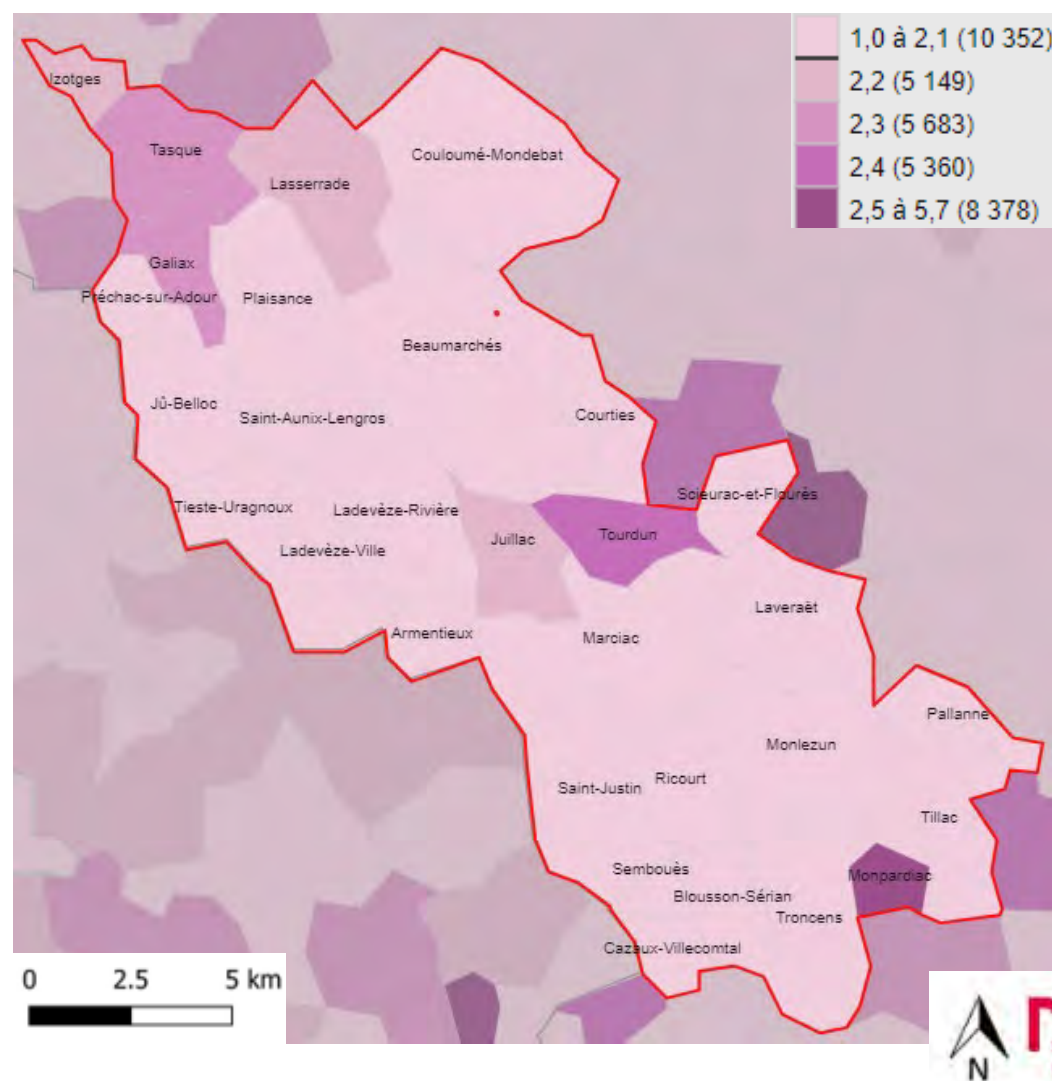 1,0 à 2,1 (10 352)
2,2 (5 149)
2,3 (5 683)
2,4 (5 360)
2,5 à 5,7 (8 378)
Izotges
Tasque
Couloumé-Mondebat
Lasserrade
Galiax
Préchac-sur-Adour
Plaisance
Beaumarchés
Jû-Belloc
Saint-Aunix-Lengros
Courties
Scieurac-et-Flourès
Tieste-Uragnoux
Ladevèze-Rivière
Juillac
Tourdun
Ladevèze-Ville
Laveraët
Armentieux
Marciac
Pallanne
Monlezun
Saint-Justin
Ricourt
Tillac
Sembouès
Monpardiac
Blousson-Sérian
Troncens
Cazaux-Villecomtal
0 2.5 5 km
N